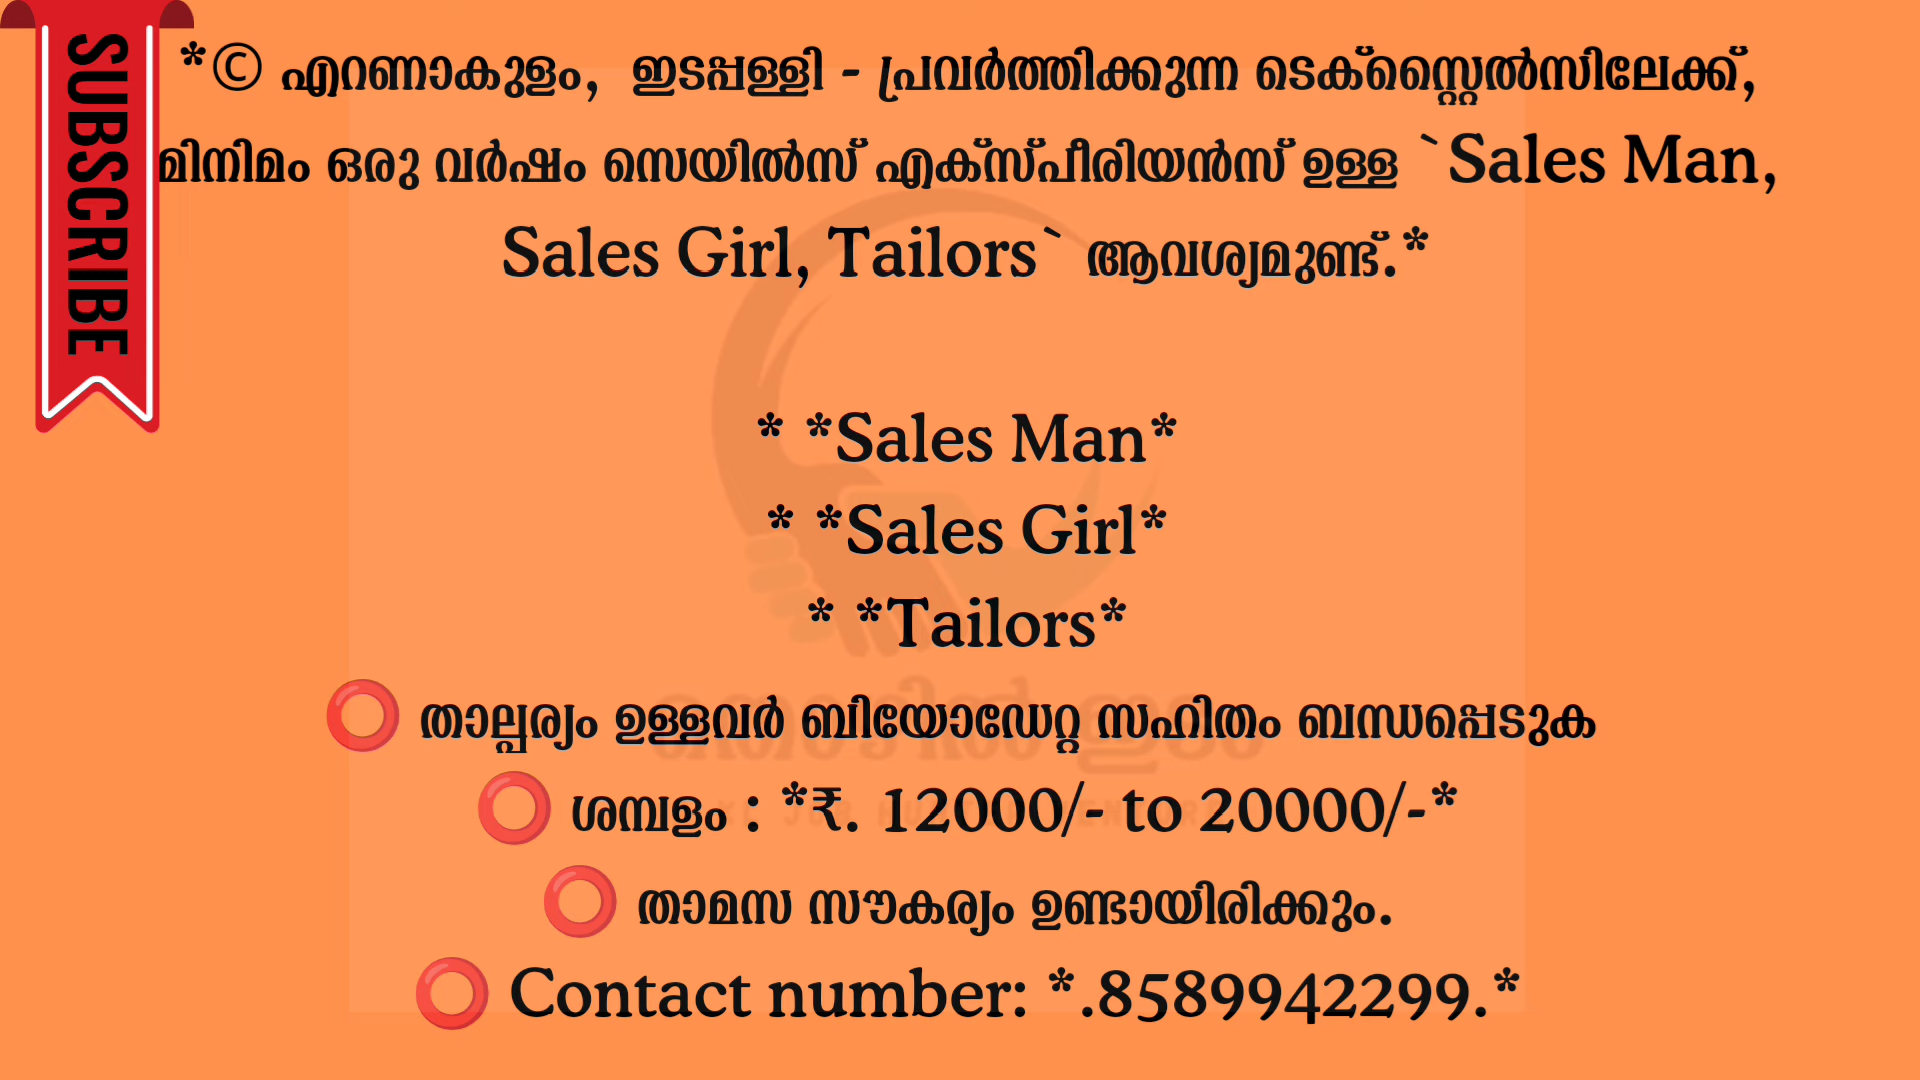 SUBSCRIBE
*© എറണാകുളം, ഇടപ്പള്ളി - പ്രവർത്തിക്കുന്ന ടെക്സ്റ്റൈൽസിലേക്ക്,
മിനിമം ഒരു വർഷം സെയിൽസ് എക്സ്പീരിയൻസ് ഉള്ള `Sales Man,
Sales Girl, Tailors` ആവശ്യമുണ്ട്.*
* *Sales Man*
* *Sales Girl*
* *Tailors*
⭕ താല്പര്യം ഉള്ളവർ ബിയോഡേറ്റ സഹിതം ബന്ധപ്പെടുക
⭕ ശമ്പളം : *₹. 12000/- to 20000/-*
⭕ താമസ സൗകര്യം ഉണ്ടായിരിക്കും.
⭕ Contact number: *.8589942299.*